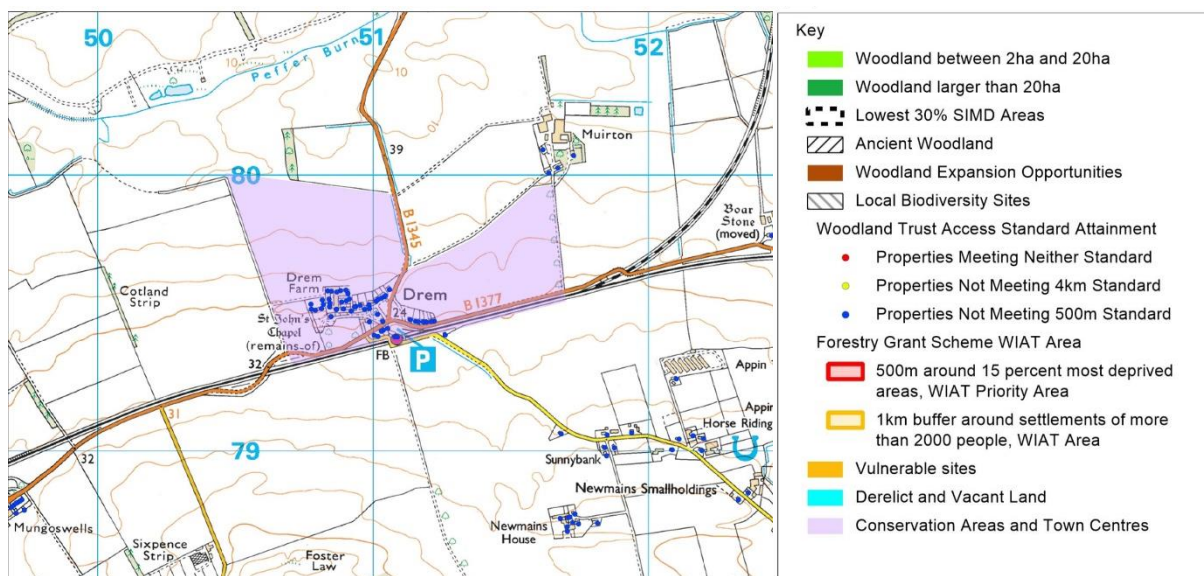 50
51
52
Peffer Burn
10
10
10
39
Muirton
80
B 1345
Boar
Stone
(moved)
Cotland
Strip
Drem
Farm
Drem
24
B 1377
St John's
Chapel
(remains of)
FB
P
32
32
31
79
Appin
Horse Riding
Sunnybank
Newmains Smallholdings
Newmains
House
Mungoswells
Sixpence
Strip
Foster
Law
Key
Woodland between 2ha and 20ha
Woodland larger than 20ha
Lowest 30% SIMD Areas
Ancient Woodland
Woodland Expansion Opportunities
Local Biodiversity Sites
Woodland Trust Access Standard Attainment
Properties Meeting Neither Standard
Properties Not Meeting 4km Standard
Properties Not Meeting 500m Standard
Forestry Grant Scheme WIAT Area
500m around 15 percent most deprived
areas, WIAT Priority Area
1km buffer around settlements of more
than 2000 people, WIAT Area
Vulnerable sites
Derelict and Vacant Land
Conservation Areas and Town Centres